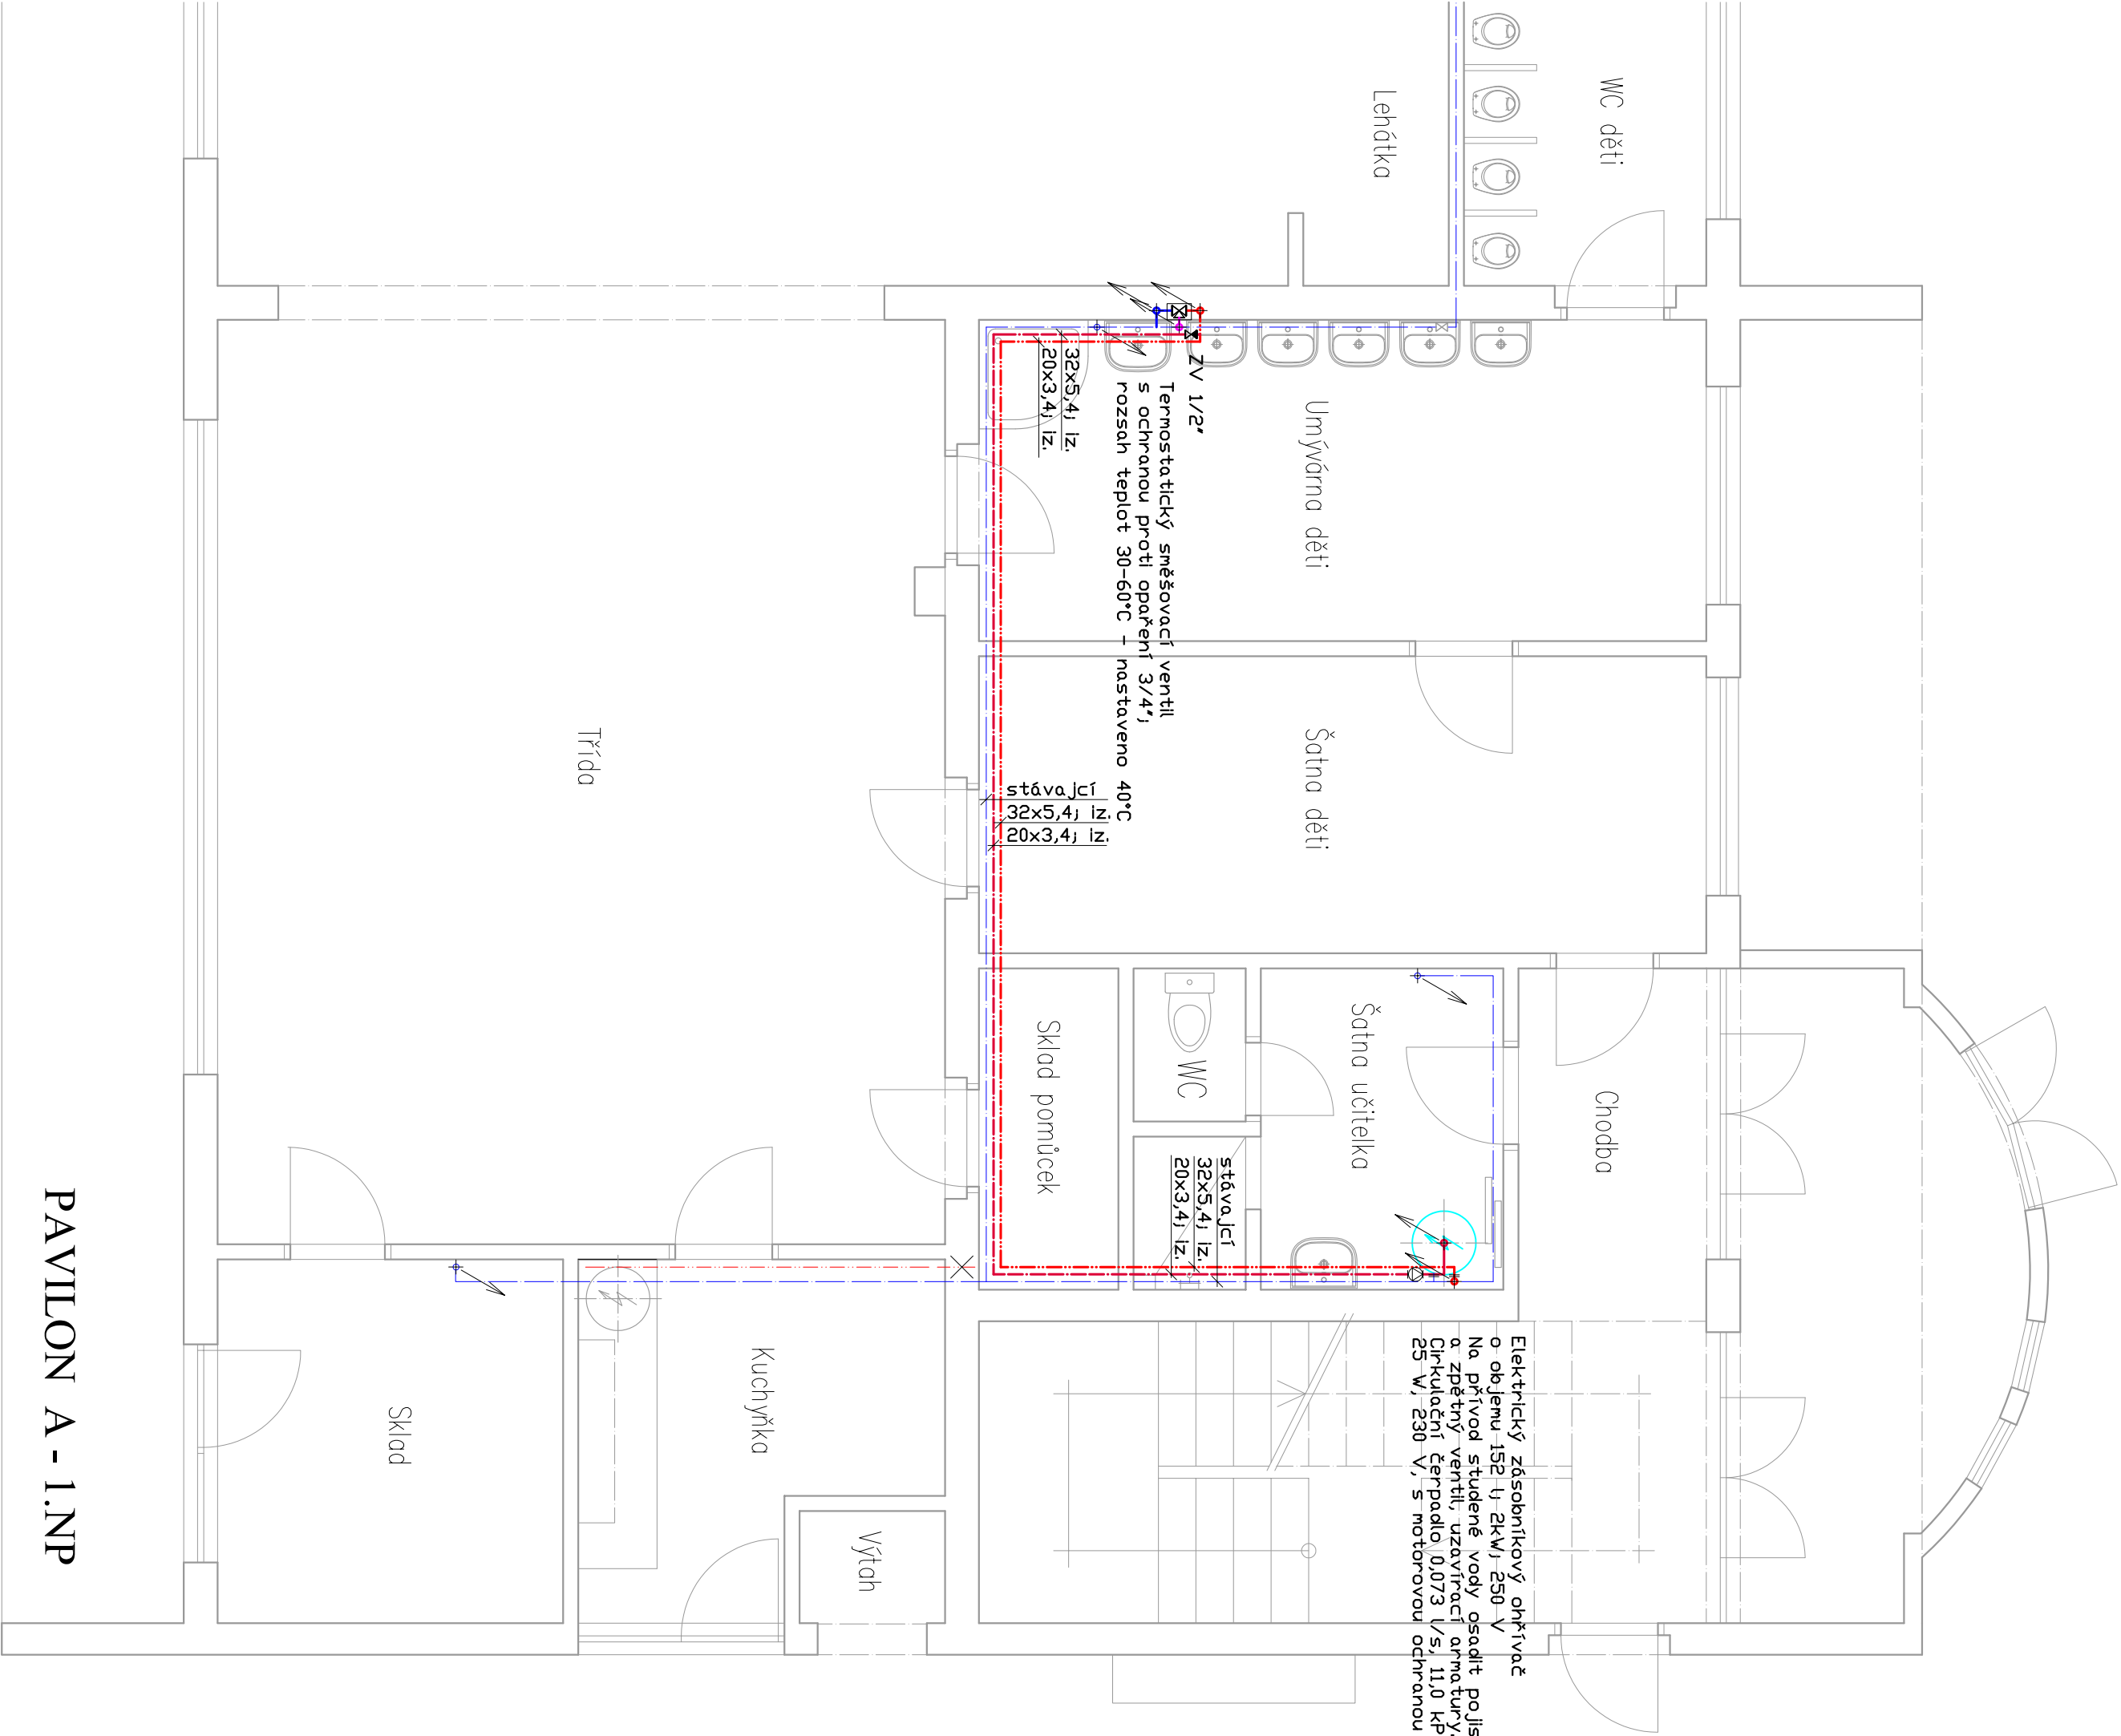 WC děti
Lehátka
ZV 1/2"
Termostatický směšovací ventil
s ochranou proti opaření 3/4";
rozsah teplot 30-60°C - nastaveno 40°C
32x5,4; iz.
20x3,4; iz.
Umývárna děti
Šatna děti
Třída
stávající
32x5,4; iz.
20x3,4; iz.
Šatna učitelka
Chodba
WC
Sklad pomůcek
stávající
32x5,4; iz.
20x3,4; iz.
Elektrický zásobníkový ohřívač
o objemu 152 l; 2kW; 250 V
Na přívod studené vody osadit pojis
a zpětný ventil, uzavírací armatury.
Cirkulační čerpadlo 0,073 l/s, 11,0 kP
25 W, 230 V, s motorovou ochranou
Kuchyňka
Sklad
Výtah
PAVILON A - 1.NP